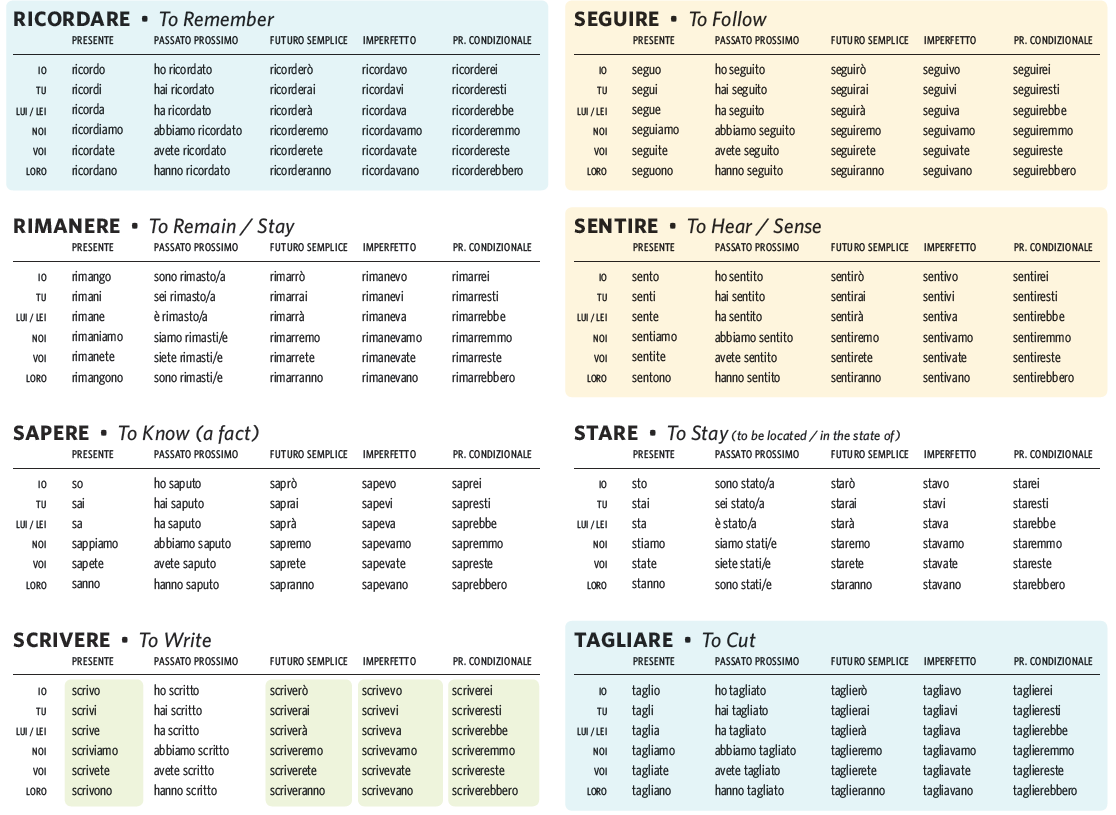 RICORDARE ▪ To Remember
PRESENTE PASSATO PROSSIMO FUTURO SEMPLICE IMPERFETTO PR. CONDIZIONALE
IO ricordo ho ricordato ricorderò ricordavo ricorderei
TU ricordi hai ricordato ricorderai ricordavi ricorderesti
LUI / LEI ricorda ha ricordato ricorderà ricordava ricorderebbe
NOI ricordiamo abbiamo ricordato ricorderemo ricordavamo ricorderemmo
VOI ricordate avete ricordato ricorderete ricordavate ricordereste
LORO ricordano hanno ricordato ricorderanno ricordavano ricorderebbero
SEGUIRE ▪ To Follow
PRESENTE PASSATO PROSSIMO FUTURO SEMPLICE IMPERFETTO PR. CONDIZIONALE
IO seguo ho seguito seguirò seguivo seguirei
TU segui hai seguito seguirai seguivi seguiresti
LUI / LEI segue ha seguito seguirà seguiva seguirebbe
NOI seguiamo abbiamo seguito seguiremo seguivamo seguiremmo
VOI seguite avete seguito seguirete seguivate seguireste
LORO seguono hanno seguito seguiranno seguivano seguirebbero
RIMANERE ▪ To Remain / Stay
PRESENTE PASSATO PROSSIMO FUTURO SEMPLICE IMPERFETTO PR. CONDIZIONALE
IO rimango sono rimasto/a rimarrò rimanevo rimarrei
TU rimani sei rimasto/a rimarrai rimanevi rimarresti
LUI / LEI rimane è rimasto/a rimarrà rimaneva rimarrebbe
NOI rimaniamo siamo rimasti/e rimarremo rimanevamo rimarremmo
VOI rimanete siete rimasti/e rimarrete rimanevate rimarreste
LORO rimangono sono rimasti/e rimarranno rimanevano rimarrebbero
SENTIRE ▪ To Hear / Sense
PRESENTE PASSATO PROSSIMO FUTURO SEMPLICE IMPERFETTO PR. CONDIZIONALE
IO sento ho sentito sentirò sentivo sentirei
TU senti hai sentito sentirai sentivi sentiresti
LUI / LEI sente ha sentito sentirà sentiva sentirebbe
NOI sentiamo abbiamo sentito sentiremo sentivamo sentiremmo
VOI sentite avete sentito sentirete sentivate sentireste
LORO sentono hanno sentito sentiranno sentivano sentirebbero
SAPERE ▪ To Know (a fact)
PRESENTE PASSATO PROSSIMO FUTURO SEMPLICE IMPERFETTO PR. CONDIZIONALE
IO so ho saputo saprò sapevo saprei
TU sai hai saputo saprai sapevi sapresti
LUI / LEI sa ha saputo saprà sapeva saprebbe
NOI sappiamo abbiamo saputo sapremo sapevamo sapremmo
VOI sapete avete saputo saprete sapevate sapreste
LORO sanno hanno saputo sapranno sapevano saprebbero
STARE ▪ To Stay (to be located / in the state of)
PRESENTE PASSATO PROSSIMO FUTURO SEMPLICE IMPERFETTO PR. CONDIZIONALE
IO sto sono stato/a starò stavo starei
TU stai sei stato/a starai stavi staresti
LUI / LEI sta è stato/a starà stava starebbe
NOI stiamo siamo stati/e staremo stavamo staremmo
VOI state siete stati/e starete stavate stareste
LORO stanno sono stati/e staranno stavano starebbero
SCRIVERE ▪ To Write
PRESENTE PASSATO PROSSIMO FUTURO SEMPLICE IMPERFETTO PR. CONDIZIONALE
IO scrivo ho scritto scriverò scrivevo scriverei
TU scrivi hai scritto scriverai scrivevi scriveresti
LUI / LEI scrive ha scritto scriverà scriveva scriverebbe
NOI scriviamo abbiamo scritto scriveremo scrivevamo scriveremmo
VOI scrivete avete scritto scriverete scrivevate scrivereste
LORO scrivono hanno scritto scriveranno scrivevano scriverebbero
TAGLIARE ▪ To Cut
PRESENTE PASSATO PROSSIMO FUTURO SEMPLICE IMPERFETTO PR. CONDIZIONALE
IO taglio ho tagliato taglierò tagliavo taglierei
TU tagli hai tagliato taglierai tagliavi taglieresti
LUI / LEI taglia ha tagliato taglierà tagliava taglierebbe
NOI tagliamo abbiamo tagliato taglieremo tagliavamo taglieremmo
VOI tagliate avete tagliato taglierete tagliavate tagliereste
LORO tagliano hanno tagliato taglieranno tagliavano taglierebbero